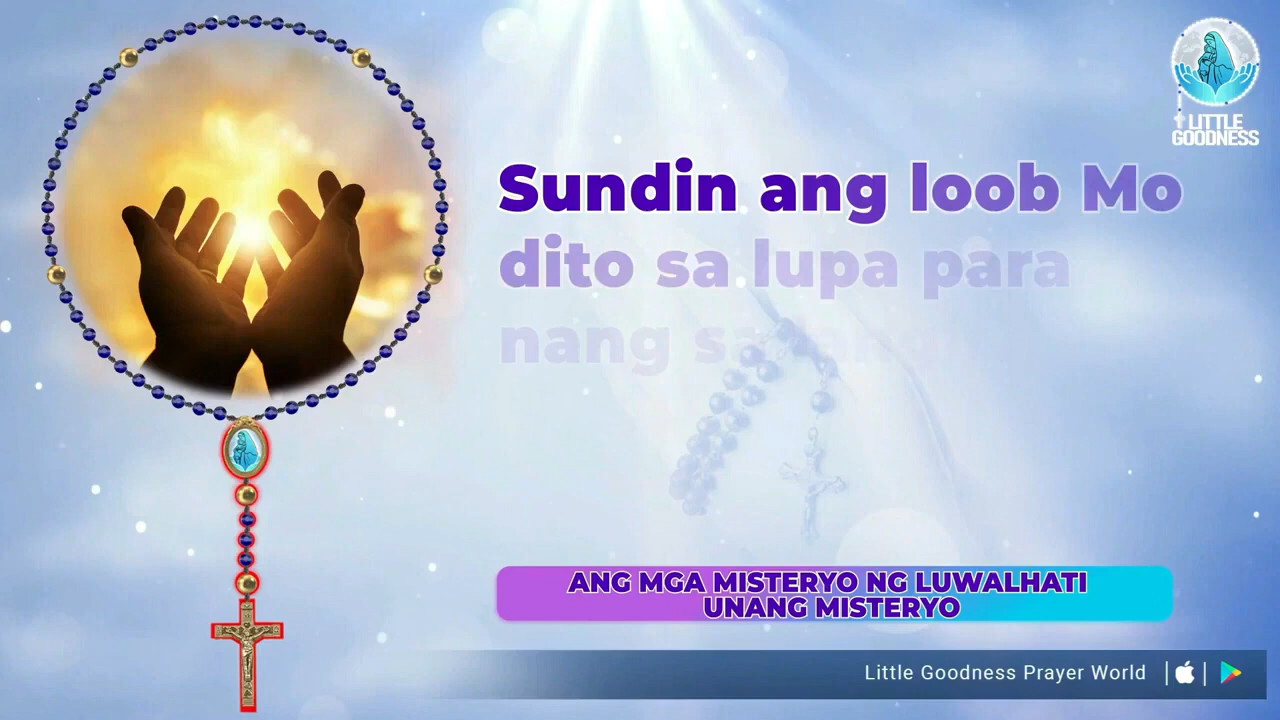 LITTLE
GOODNESS
Sundin ang loob Mo
dito sa lupa para
nang
ANG MGA MISTERYO NG LUWALHATI
UNANG MISTERYO
Little Goodness Prayer World